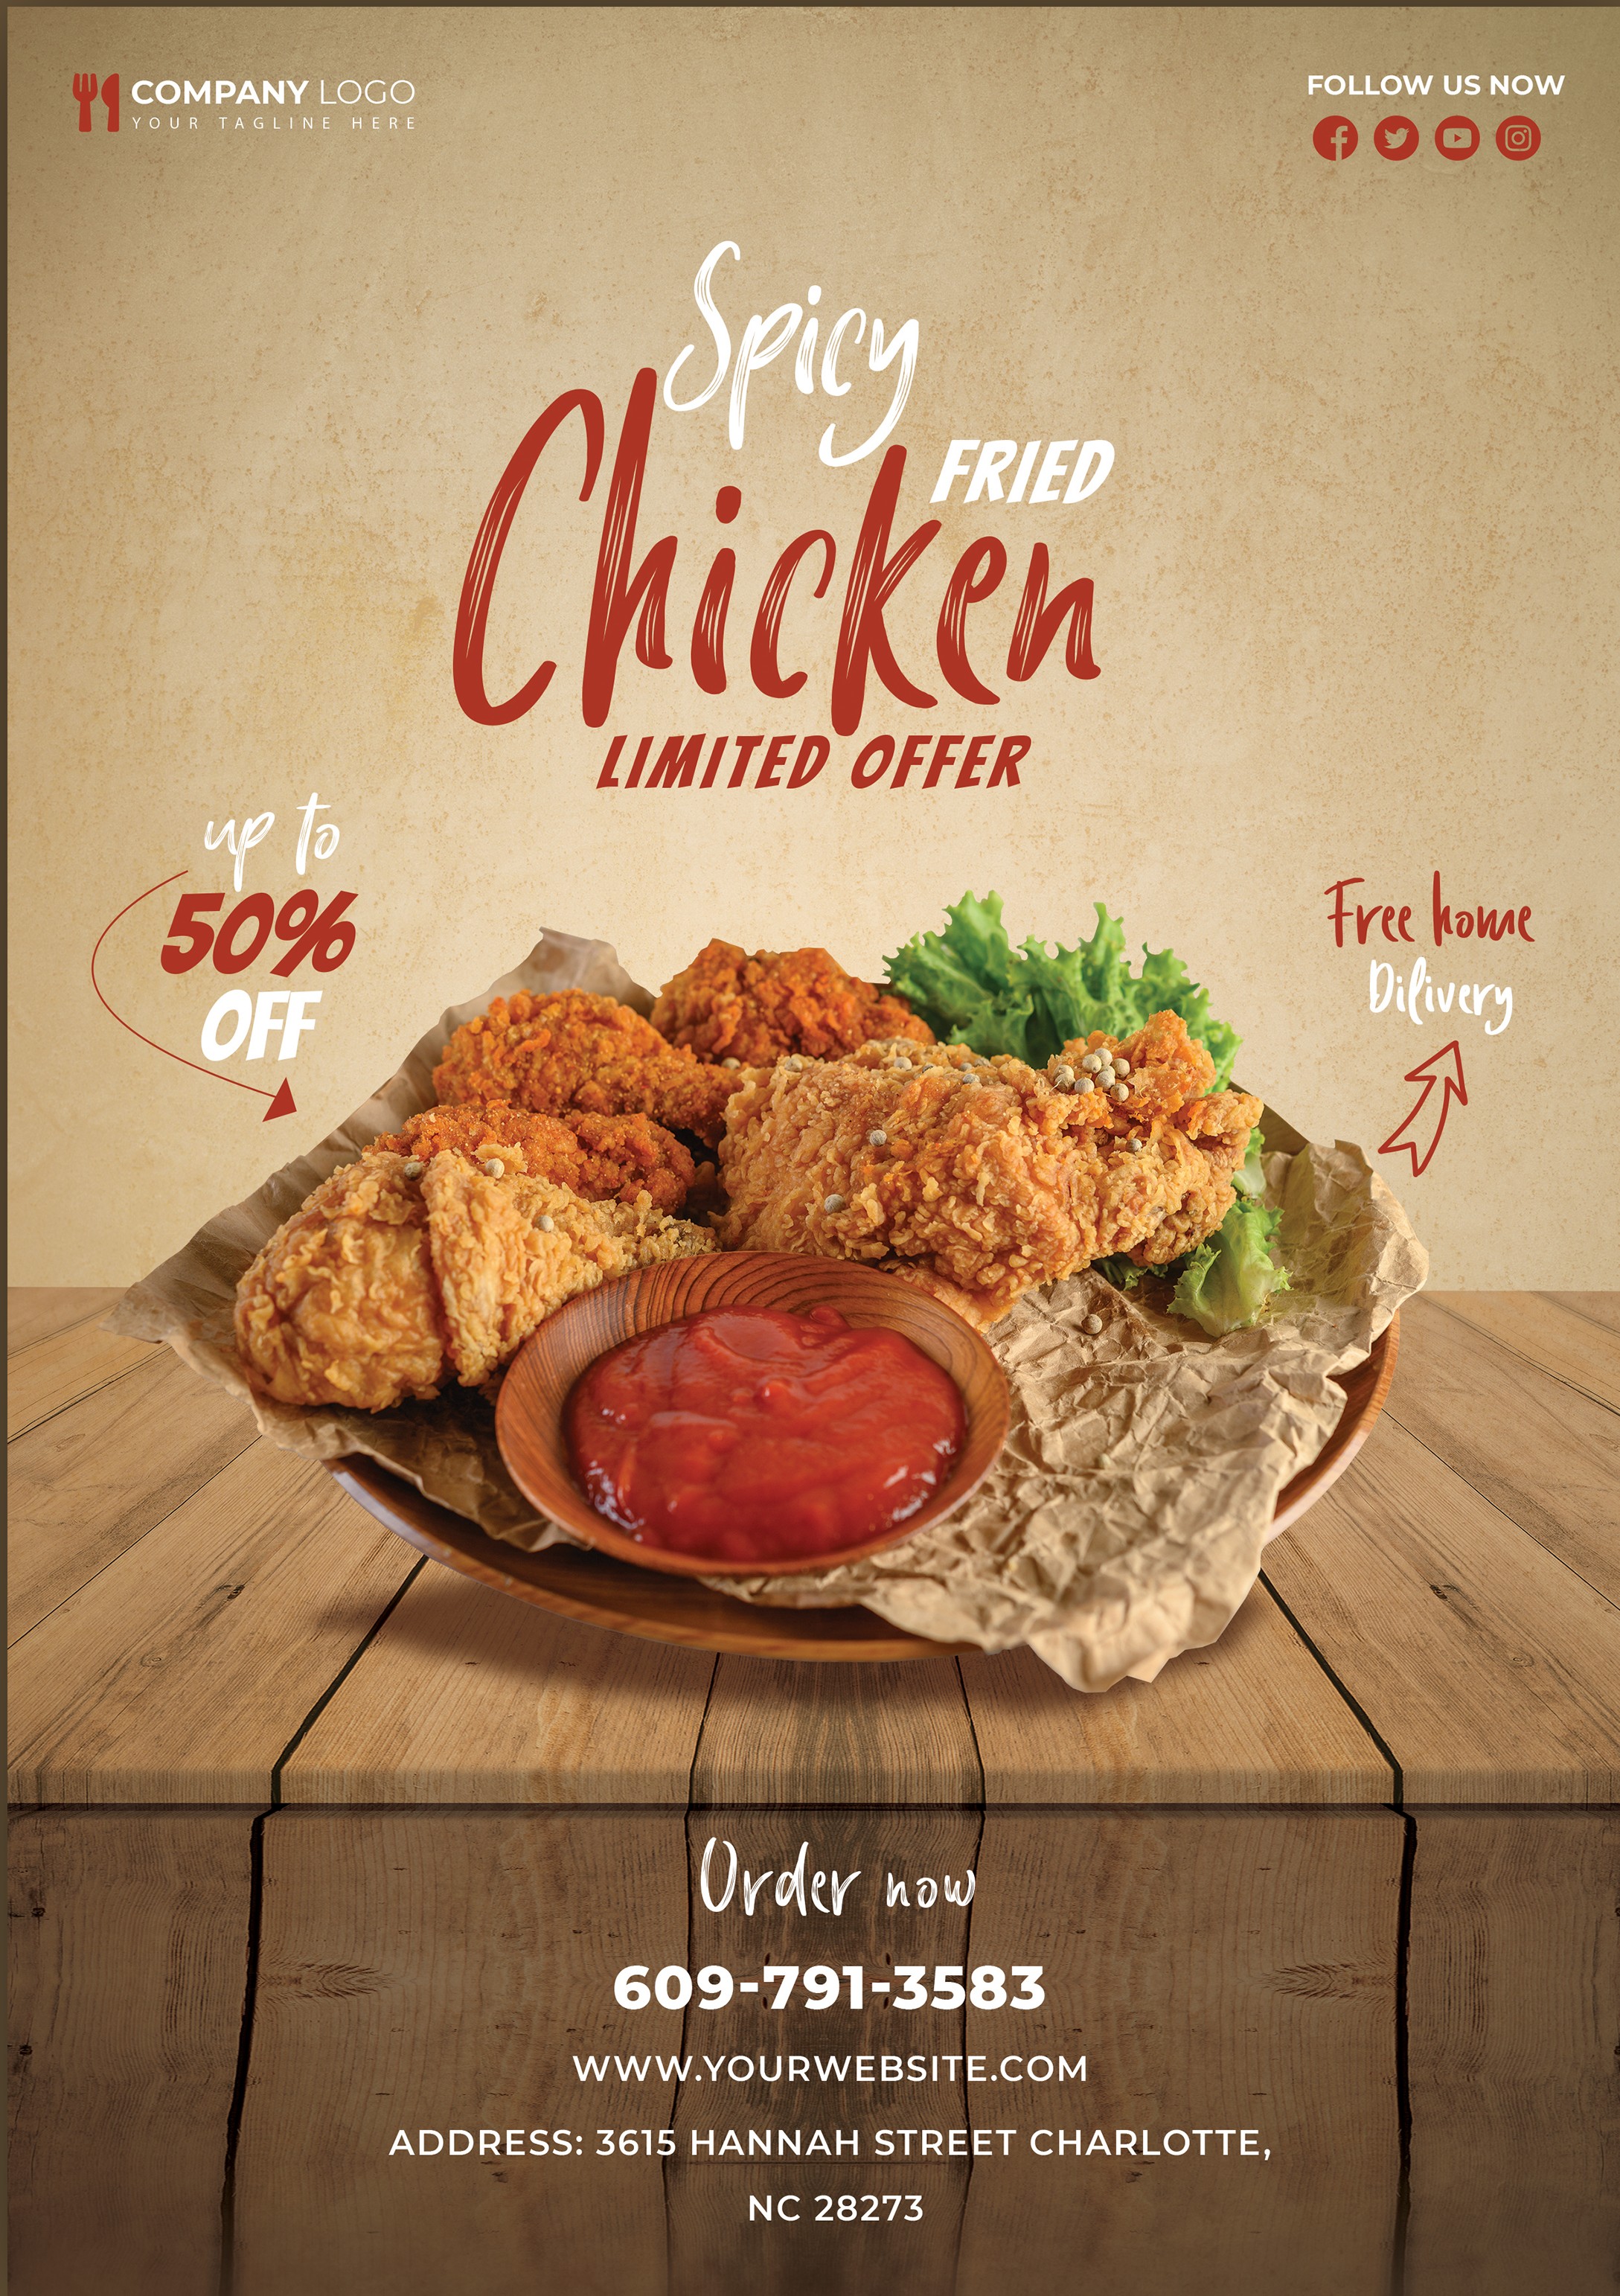 COMPANY LOGO
YOUR TAGLINE HERE
FOLLOW US NOW
Spicy
FRIED
Chicken
LIMITED OFFER
up to
50%
OFF
Free home
Dilivery
Order now
609-791-3583
WWW.YOURWEBSITE.COM
ADDRESS: 3615 HANNAH STREET CHARLOTTE,
NC 28273